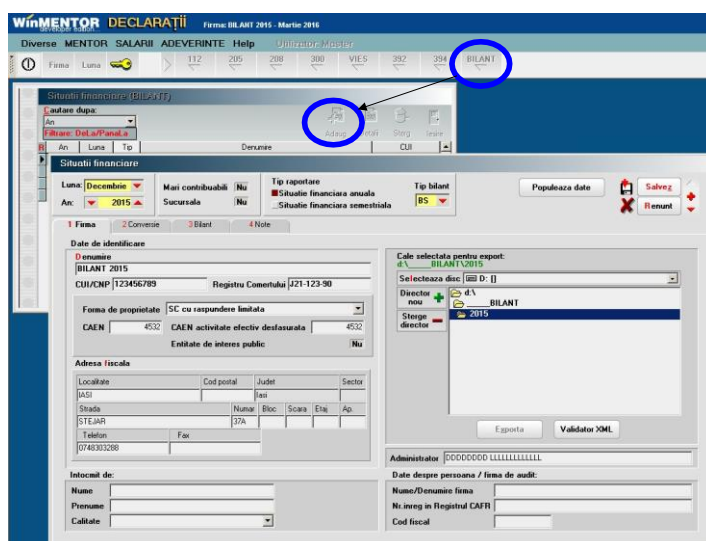 WinMENTOR DECLARAȚII Firma: BILANT 2015 - Martie 2016
developer edition...
Diverse MENTOR SALARII ADEVERINTE Help Utilizator: Master
Firma Luna 112 205 208 300 VIES 392 394 BILANT
Situatii financiare (BILANT)
Cautare dupa:
An
Filtrare: DeLa/PanaLa Adaug Sterg Iesire
R An Luna Tip Denumire CUI
Situatii financiare
Luna: Decembrie Mari contribuabili Nu Tip raportare Tip bilant Populeaza date Salvez
Situatie financiara anuala
An: 2015 Sucursala Nu Situatie financiara semestriala BS Renunt
1 Firma 2 Conversie 3 Bilant 4 Note
Date de identificare
Denumire
BILANT 2015
CUI/CNP 123456789 Registru Comertului J21-123-90
Forma de proprietate SC cu raspundere limitata
CAEN 4532 CAEN activitate efectiv desfasurata 4532
Entitate de interes public Nu
Adresa fiscala
Localitate Cod postal Judet Sector
IASI Iasi
Strada Numar Bloc Scara Etaj Ap.
STEJAR 37A
Telefon Fax
0748303288
Intocmit de:
Nume
Prenume
Calitate
Cale selectata pentru export:
d:\_____BILANT\2015
Selecteaza disc D: []
Director nou d:\
_____BILANT
Sterge director 2015
Exporta Validator XML
Administrator DDDDDDDD LLLLLLLLLLLLL
Date despre persoana / firma de audit:
Nume/Denumire firma
Nr.inreg in Registrul CAFR
Cod fiscal